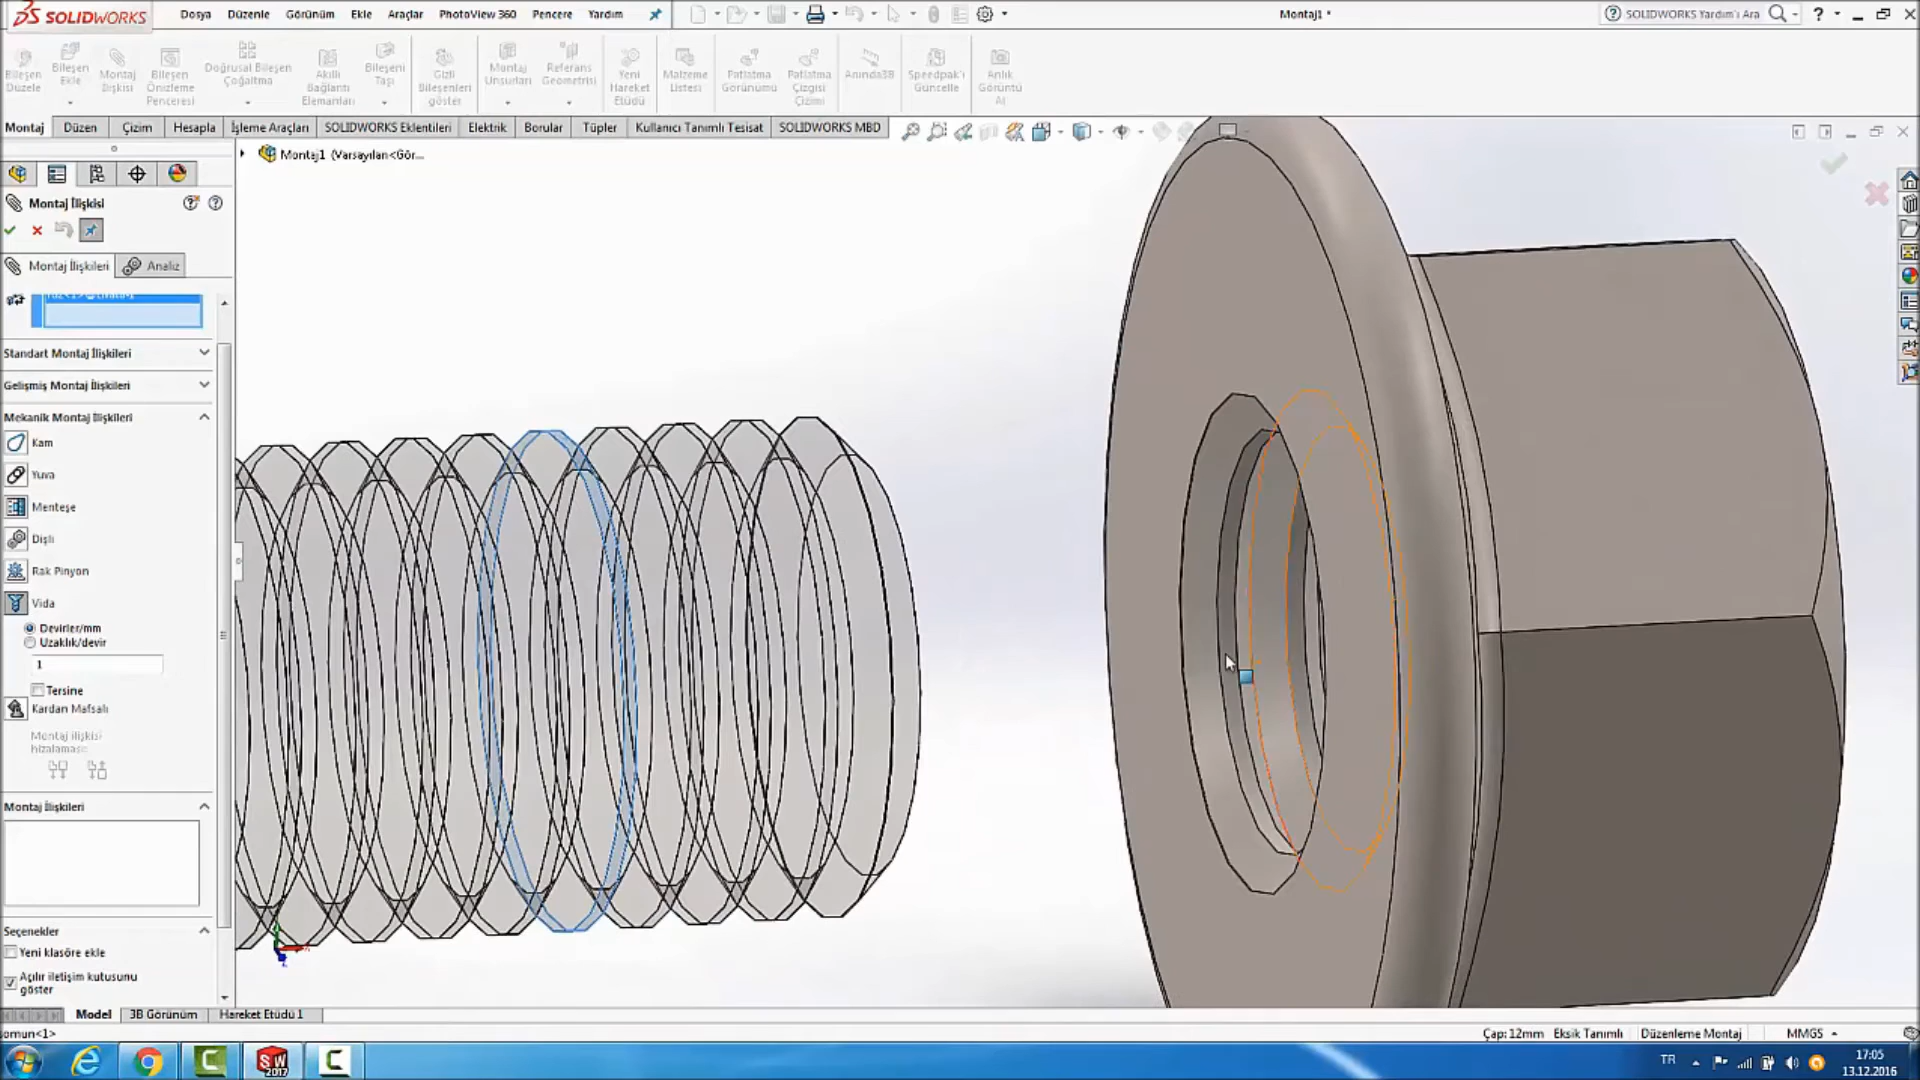 SOLIDWORKS
Dosya Düzenle Görünüm Ekle Araçlar PhotoView 360 Pencere Yardım
Montaj1 *
SOLIDWORKS Yardım'ı Ara
Bileşen Düzele
Bileşen Ekle
Montaj İlişkisi
Bileşen Önizleme Penceresi
Doğrusal Bileşen Çoğaltma
Akıllı Bağlantı Elemanları
Bileşeni Taşı
Gizli Bileşenleri göster
Montaj Unsurları
Referans Geometrisi
Yeni Hareket Etüdü
Malzeme Listesi
Patlatma Görünümü
Patlatma Çizgisi Çizimi
Anında3B
Speedpak'i Güncelle
Anlık Görüntü Al
Montaj Düzen Çizim Hesapla İşleme Araçları SOLIDWORKS Eklentileri Elektrik Borular Tüpler Kullanıcı Tanımlı Tesisat SOLIDWORKS MBD
Montaj1 (Varsayılan<Gör...
Montaj İlişkisi
Montaj İlişkileri Analiz
Standart Montaj İlişkileri
Gelişmiş Montaj İlişkileri
Mekanik Montaj İlişkileri
Kam
Yuva
Menteşe
Dişli
Rak Pinyon
Vida
Devirler/mm
Uzaklık/devir
1
Tersine
Kardan Mafsalı
Montaj ilişkisi
hizalaması:
Montaj İlişkileri
Seçenekler
Yeni klasöre ekle
Açılır iletişim kutusunu
göster
Model 3B Görünüm Hareket Etüdü 1
somun<1>
Çap: 12mm Eksik Tanımlı Düzenleme Montaj MMGS
SW 2017
TR
17:05
13.12.2016